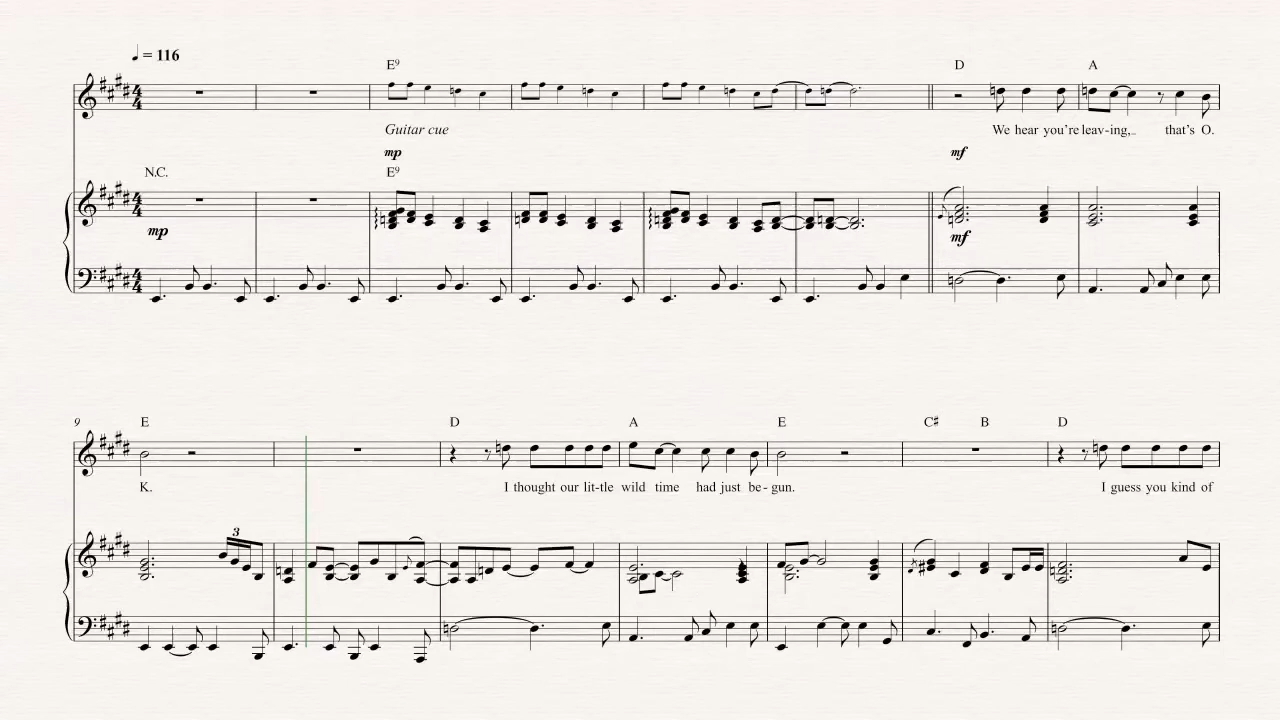 ♩ = 116
E9 D A
We hear you're leav-ing, that's O.
Guitar cue
mp mf
N.C. E9
mp mf
9 E D A E C♯ B D
K. I thought our lit-tle wild time had just be-gun. I guess you kind of
3